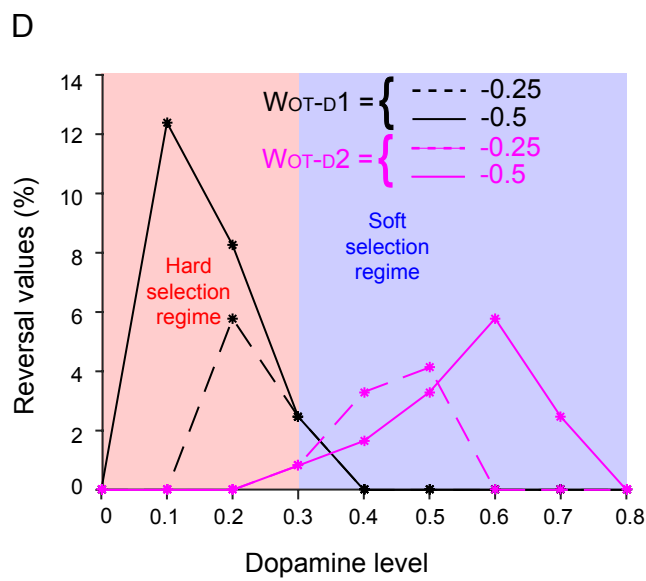 D
14
12
10
8
6
4
2
0
Reversal values (%)
WOT-D1 = { -0.25
-0.5
WOT-D2 = { -0.25
-0.5
Hard
selection
regime
Soft
selection
regime
0 0.1 0.2 0.3 0.4 0.5 0.6 0.7 0.8
Dopamine level